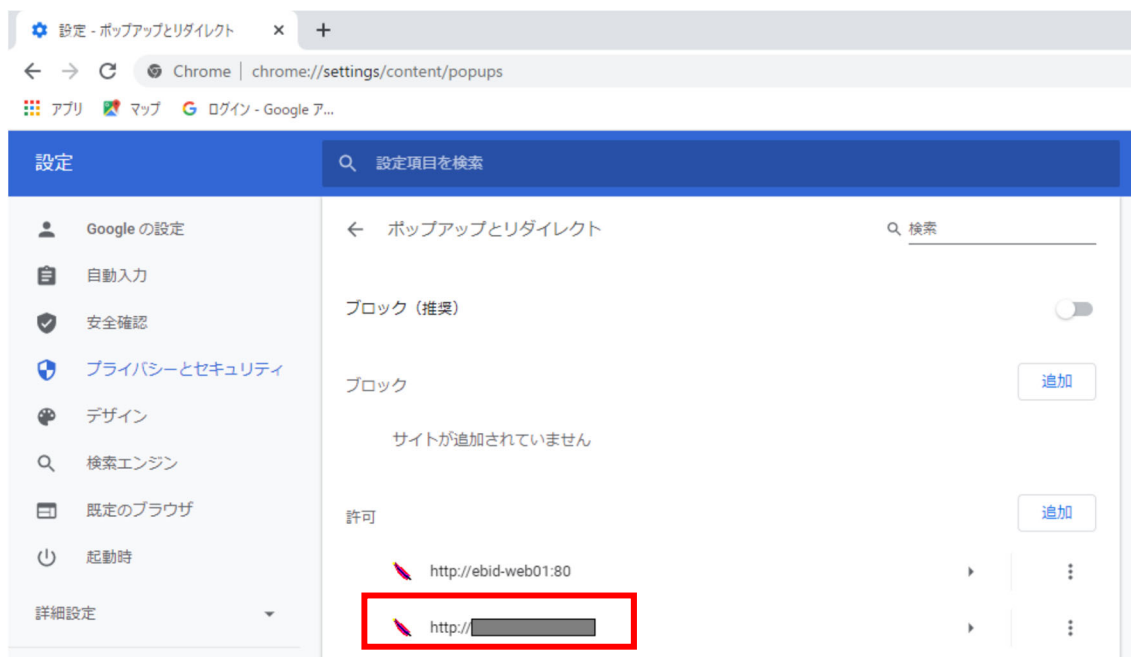 設定 - ポップアップとリダイレクト
Chrome | chrome://settings/content/popups
アプリ マップ ログイン - Google ア...
設定
設定項目を検索
Google の設定
自動入力
安全確認
プライバシーとセキュリティ
デザイン
検索エンジン
既定のブラウザ
起動時
詳細設定
ポップアップとリダイレクト
検索
ブロック（推奨）
ブロック
追加
サイトが追加されていません
許可
追加
http://ebid-web01:80
http://